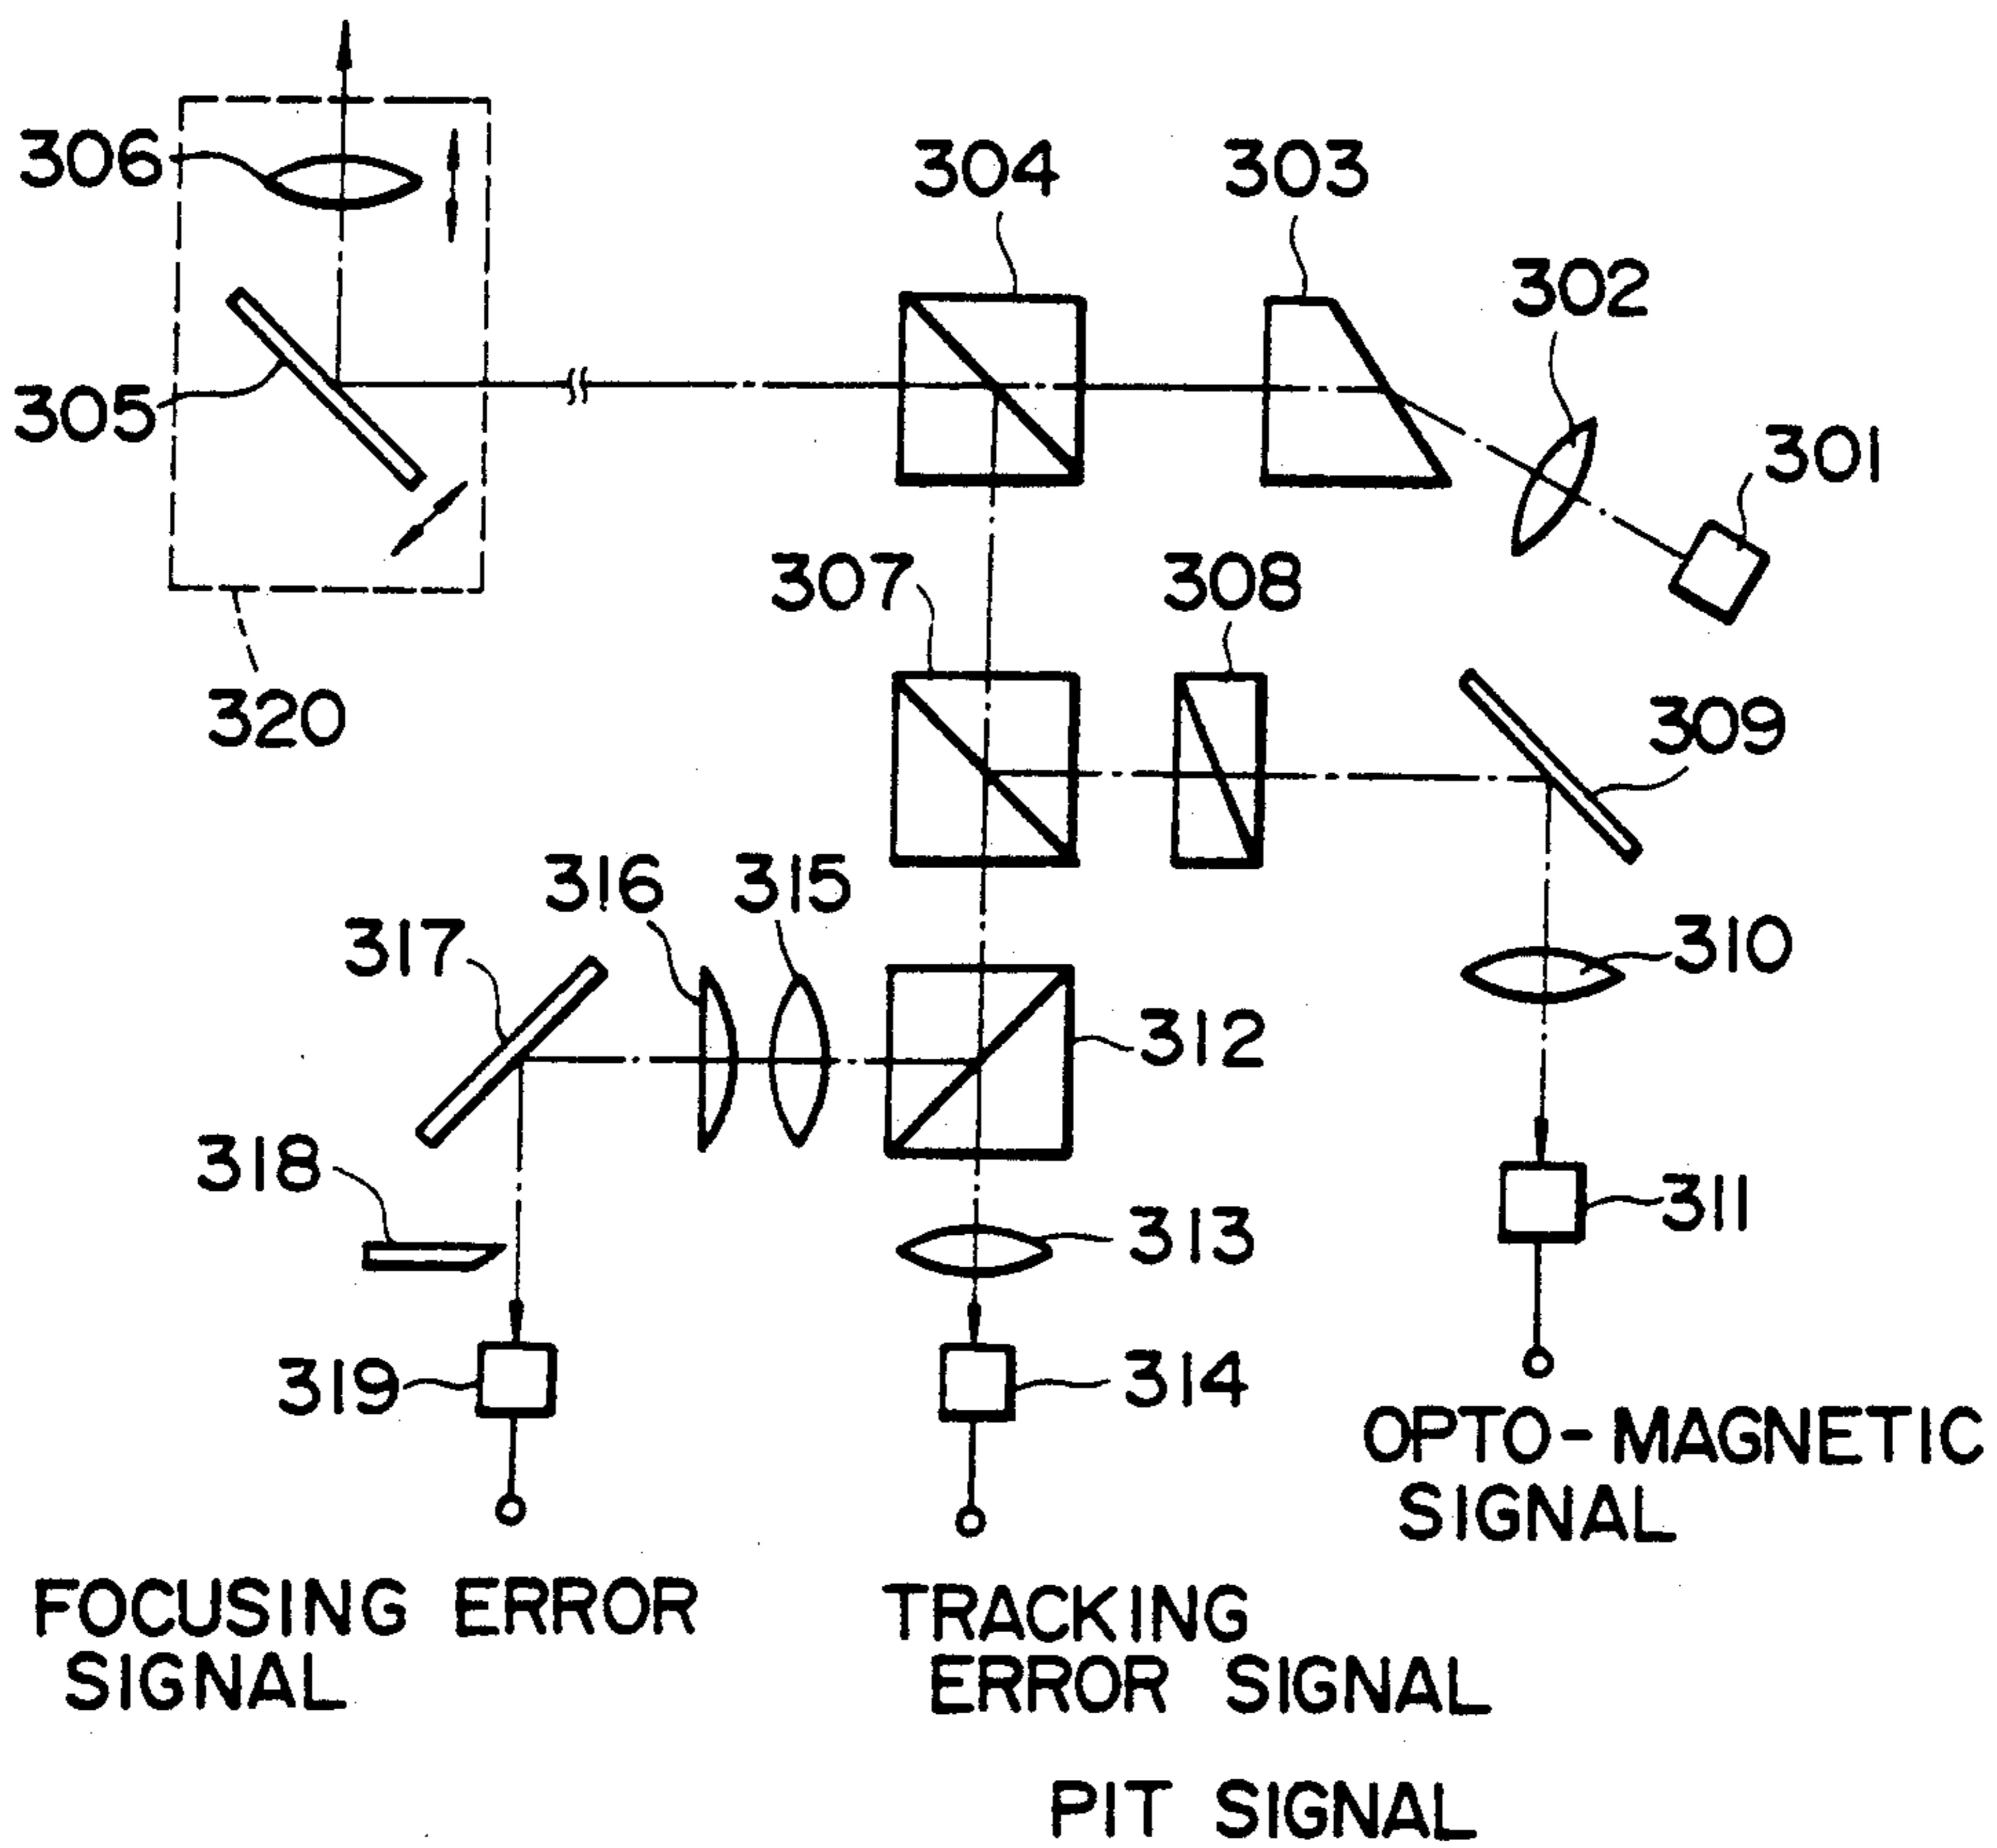 306
304
303
302
305
301
307
308
320
309
316
315
317
310
312
318
313
311
319
314
OPTO-MAGNETIC
SIGNAL
FOCUSING ERROR
SIGNAL
TRACKING
ERROR SIGNAL
PIT SIGNAL